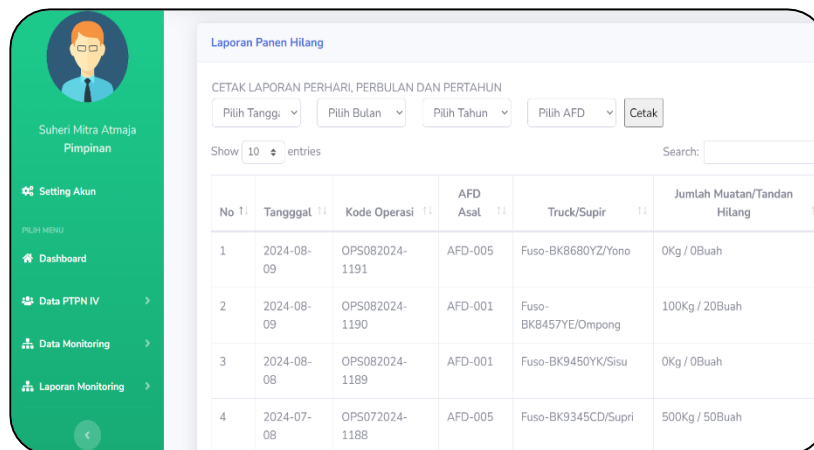 Suheri Mitra Atmaja
Pimpinan
Setting Akun
PILIH MENU
Dashboard
Data PTPN IV
Data Monitoring
Laporan Monitoring
Laporan Panen Hilang
CETAK LAPORAN PERHARI, PERBULAN DAN PERTAHUN
Pilih Tangg Pilih Bulan Pilih Tahun Pilih AFD Cetak
Show 10 entries Search:
No Tangggal Kode Operasi AFD Asal Truck/Supir Jumlah Muatan/Tandan Hilang
1 2024-08-09 OPS082024-1191 AFD-005 Fuso-BK8680YZ/Yono 0Kg / 0Buah
2 2024-08-09 OPS082024-1190 AFD-001 Fuso-BK8457YE/Ompong 100Kg / 20Buah
3 2024-08-08 OPS082024-1189 AFD-001 Fuso-BK9450YK/Sisu 0Kg / 0Buah
4 2024-07-08 OPS072024-1188 AFD-005 Fuso-BK9345CD/Supri 500Kg / 50Buah